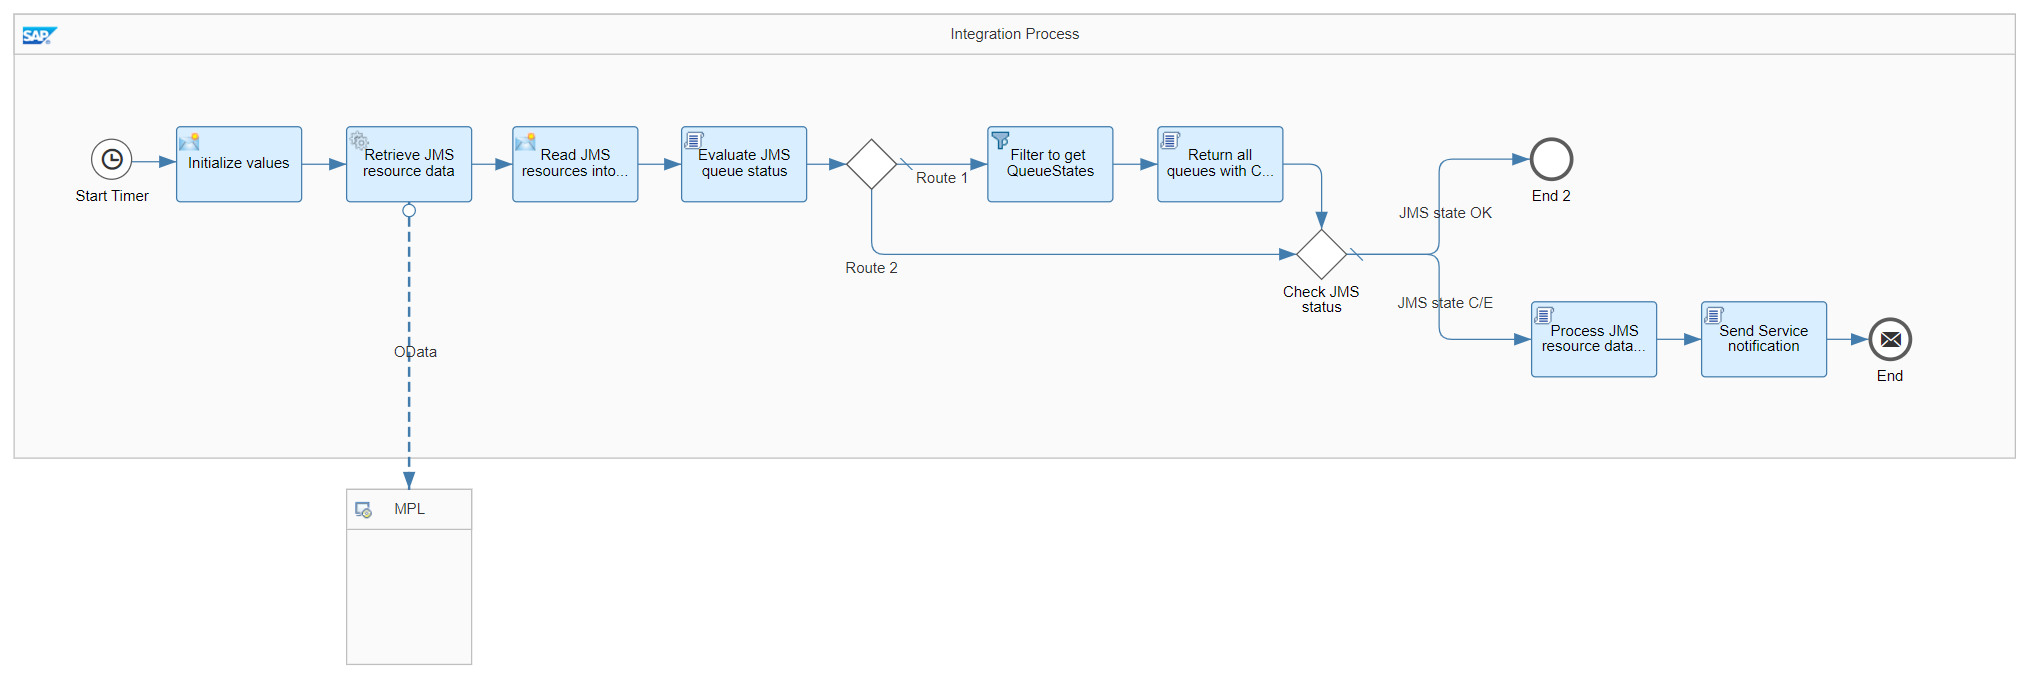 SAP
Integration Process
Start Timer
Initialize values
Retrieve JMS
resource data
Read JMS
resources into...
Evaluate JMS
queue status
Route 1
Route 2
Filter to get
QueueStates
Return all
queues with C...
Check JMS
status
JMS state OK
JMS state C/E
End 2
Process JMS
resource data...
Send Service
notification
End
OData
MPL